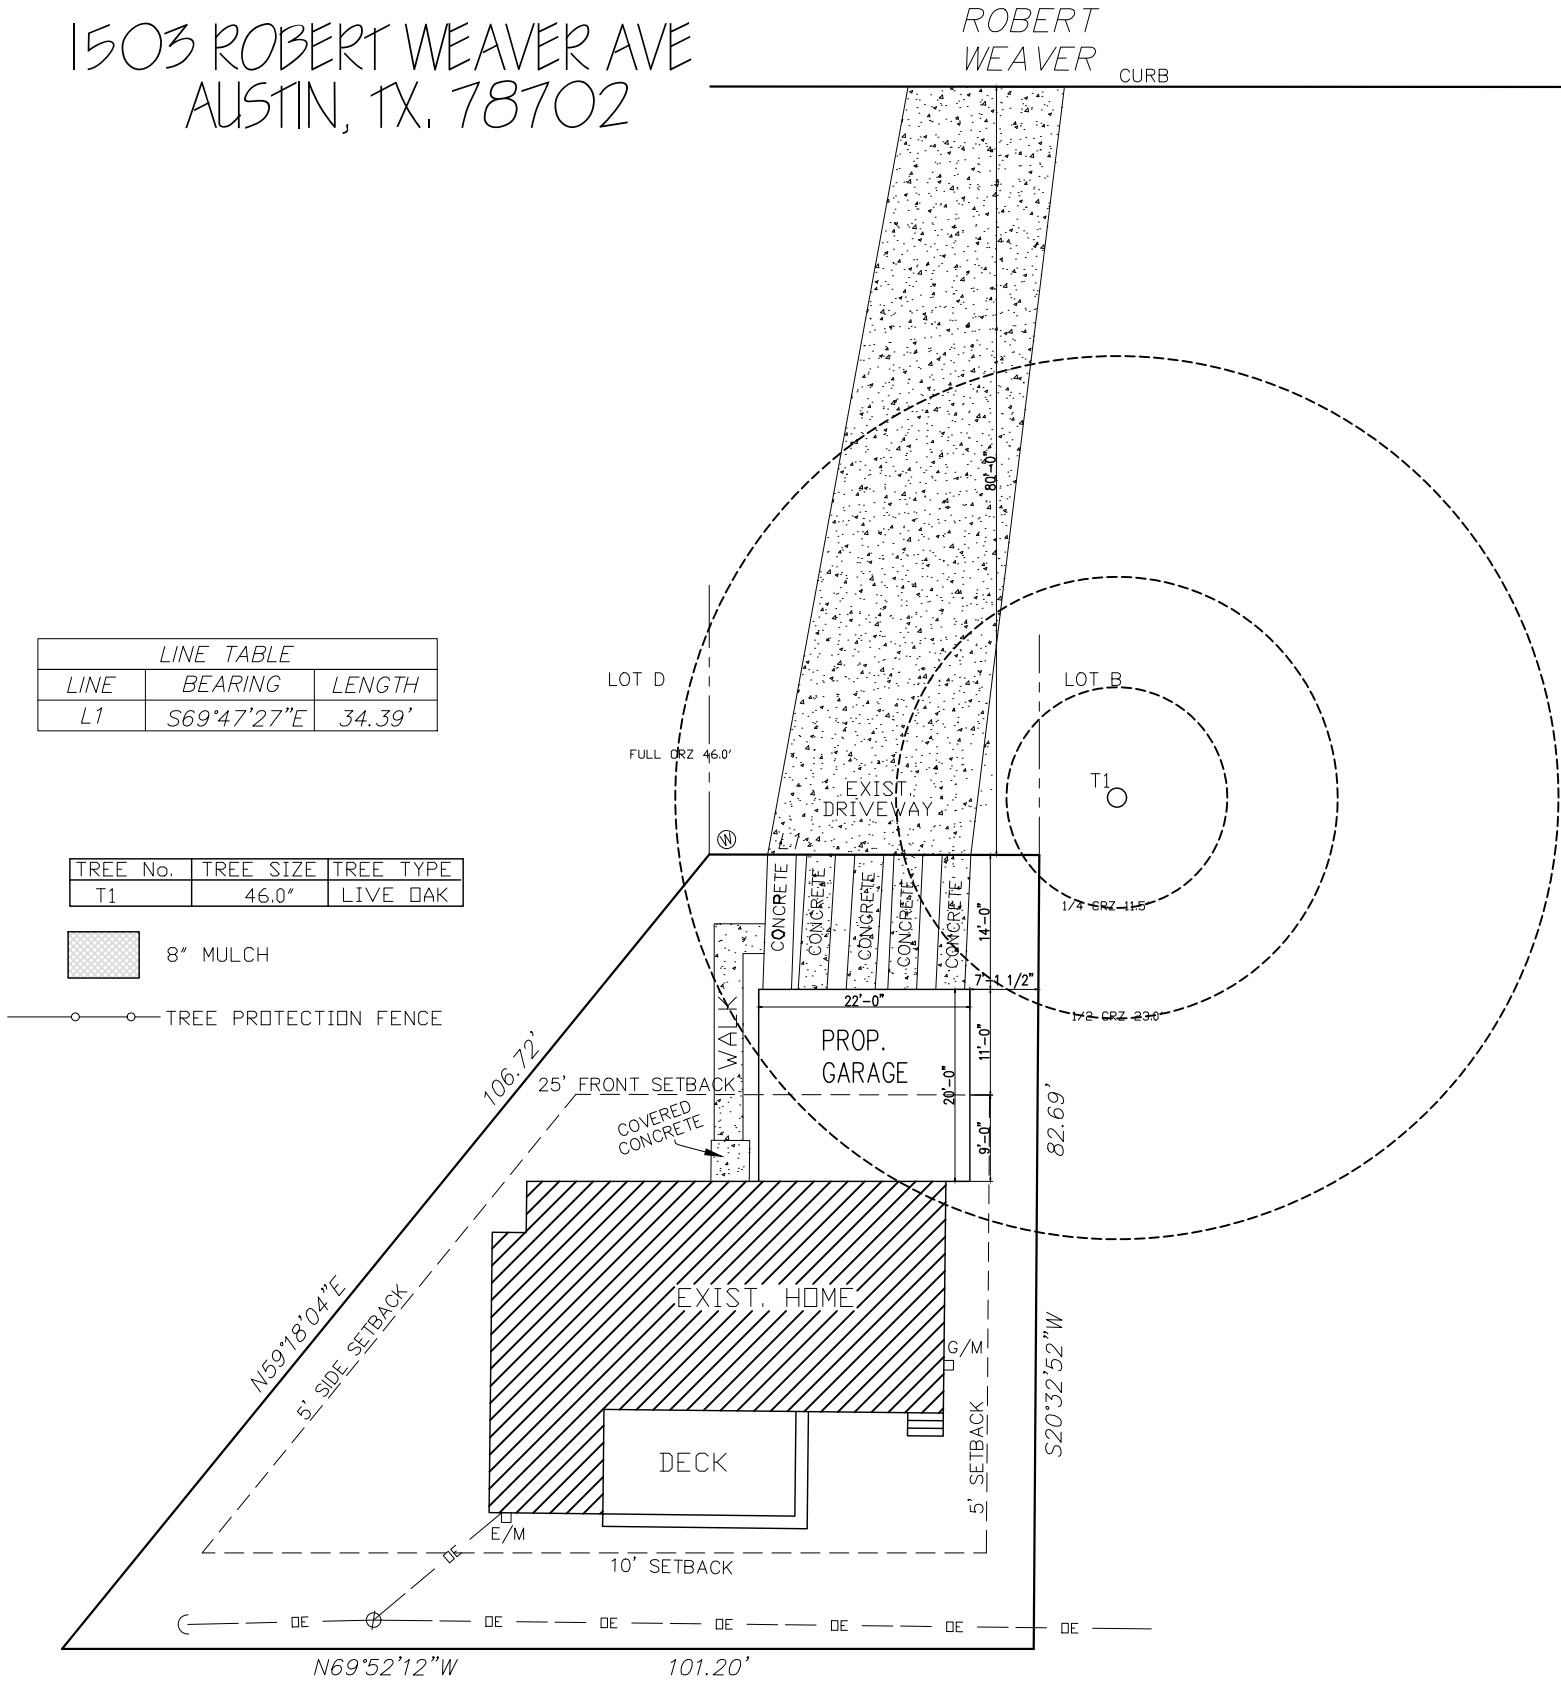 1503 ROBERT WEAVER AVE
AUSTIN, TX. 78702
ROBERT
WEAVER
CURB
80'-0"
LINE TABLE
LINE BEARING LENGTH
L1 S69°47'27"E 34.39'
LOT D
LOT B
FULL CRZ 46.0'
T1
EXIST.
DRIVEWAY
W
L1
TREE No. TREE SIZE TREE TYPE
T1 46.0" LIVE OAK
8" MULCH
TREE PROTECTION FENCE
CONCRETE
CONCRETE
CONCRETE
CONCRETE
CONCRETE
14'-0"
1/4 CRZ 11.5'
7'-1 1/2"
22'-0"
1/2 CRZ 23.0'
WALK
PROP.
GARAGE
11'-0"
20'-0"
9'-0"
106.72'
25' FRONT SETBACK
COVERED
CONCRETE
82.69'
EXIST. HOME
N59°18'04"E
5' SIDE SETBACK
G/M
S20°32'52"W
5' SETBACK
DECK
E/M
OE
10' SETBACK
OE OE OE OE OE OE OE
N69°52'12"W 101.20'